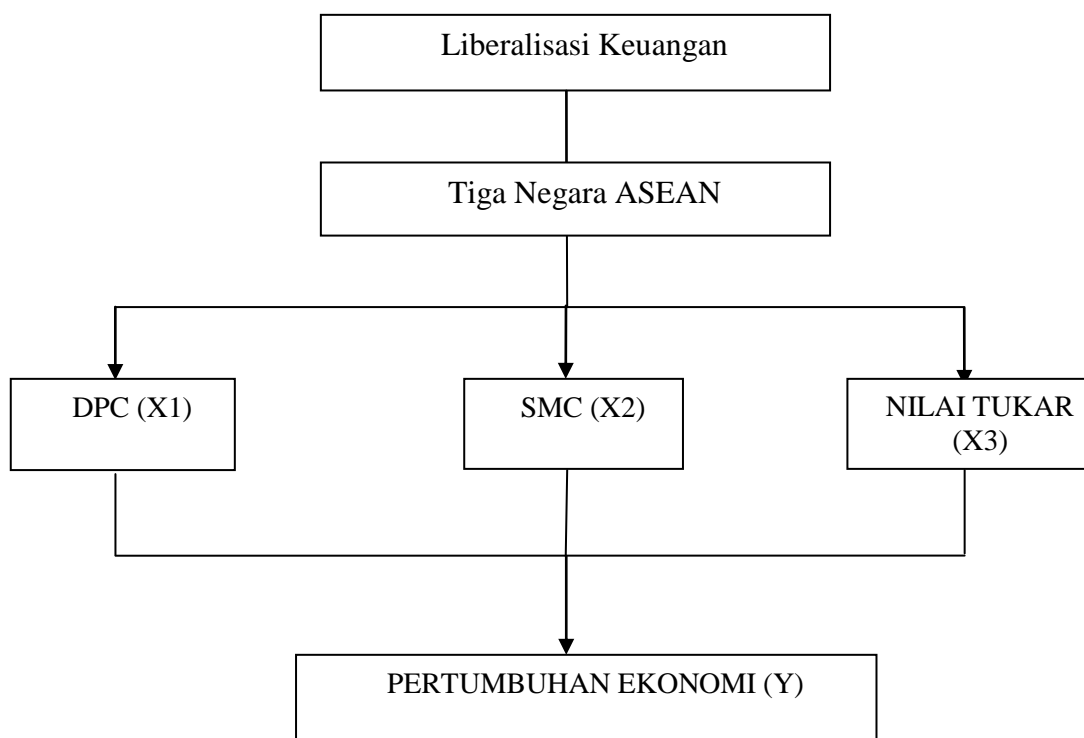 Liberalisasi Keuangan
Tiga Negara ASEAN
DPC (X1)
SMC (X2)
NILAI TUKAR
(X3)
PERTUMBUHAN EKONOMI (Y)